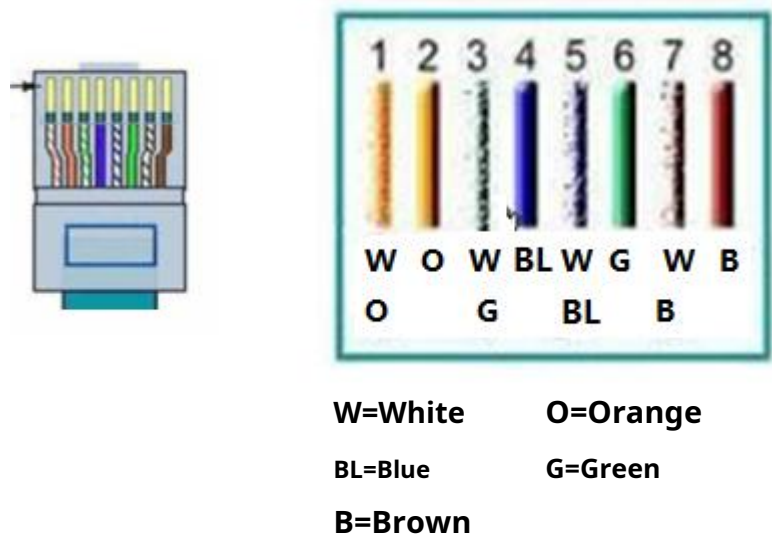 1 2 3 4 5 6 7 8
W O W BL W G W B
O G BL B
W=White O=Orange
BL=Blue G=Green
B=Brown